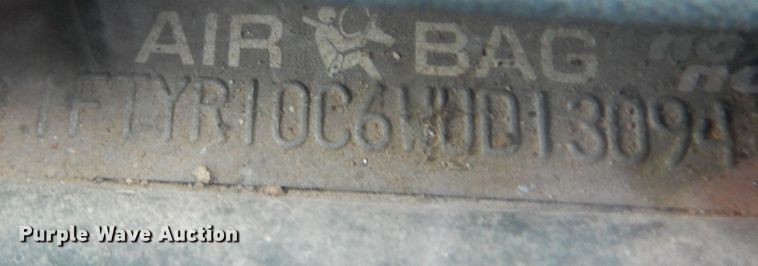 AIR BAG
1FTYR10C6WUD13094
Purple Wave Auction